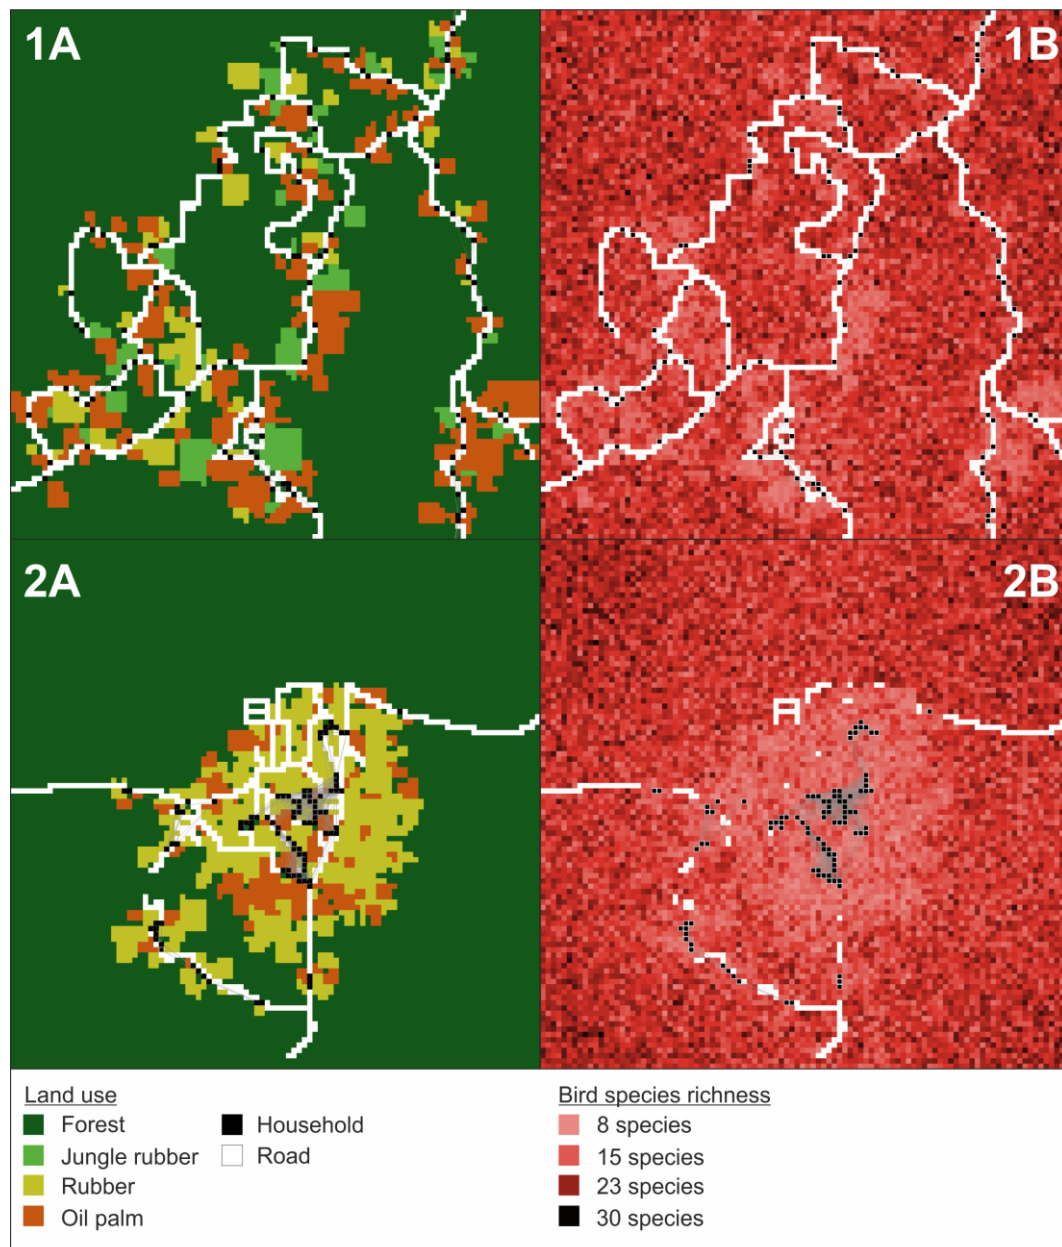 1A
1B
2A
2B
Land use
Forest
Jungle rubber
Rubber
Oil palm
Household
Road
Bird species richness
8 species
15 species
23 species
30 species